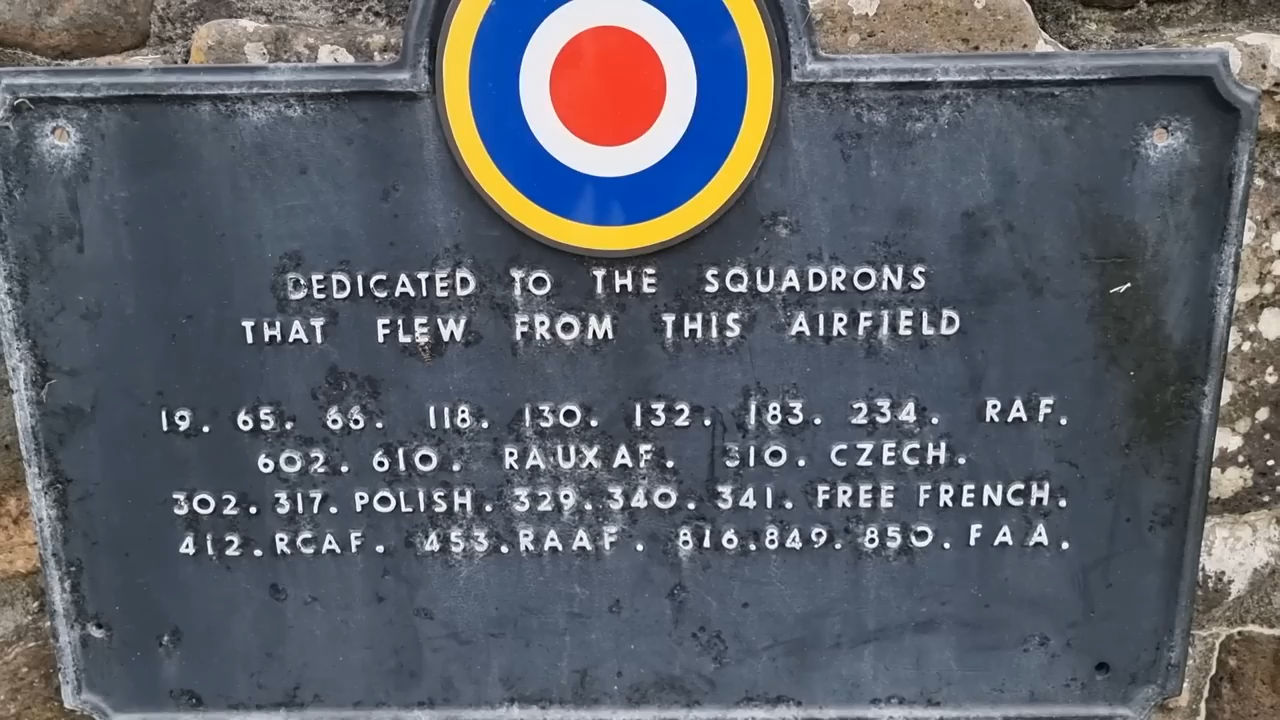 DEDICATED TO THE SQUADRONS
THAT FLEW FROM THIS AIRFIELD
19. 65. 66. 118. 130. 132. 183. 234. RAF.
602. 610. RAUXAF. 310. CZECH.
302. 317. POLISH. 329. 340. 341. FREE FRENCH.
412. RCAF. 453. RAAF. 816. 849. 850. FAA.